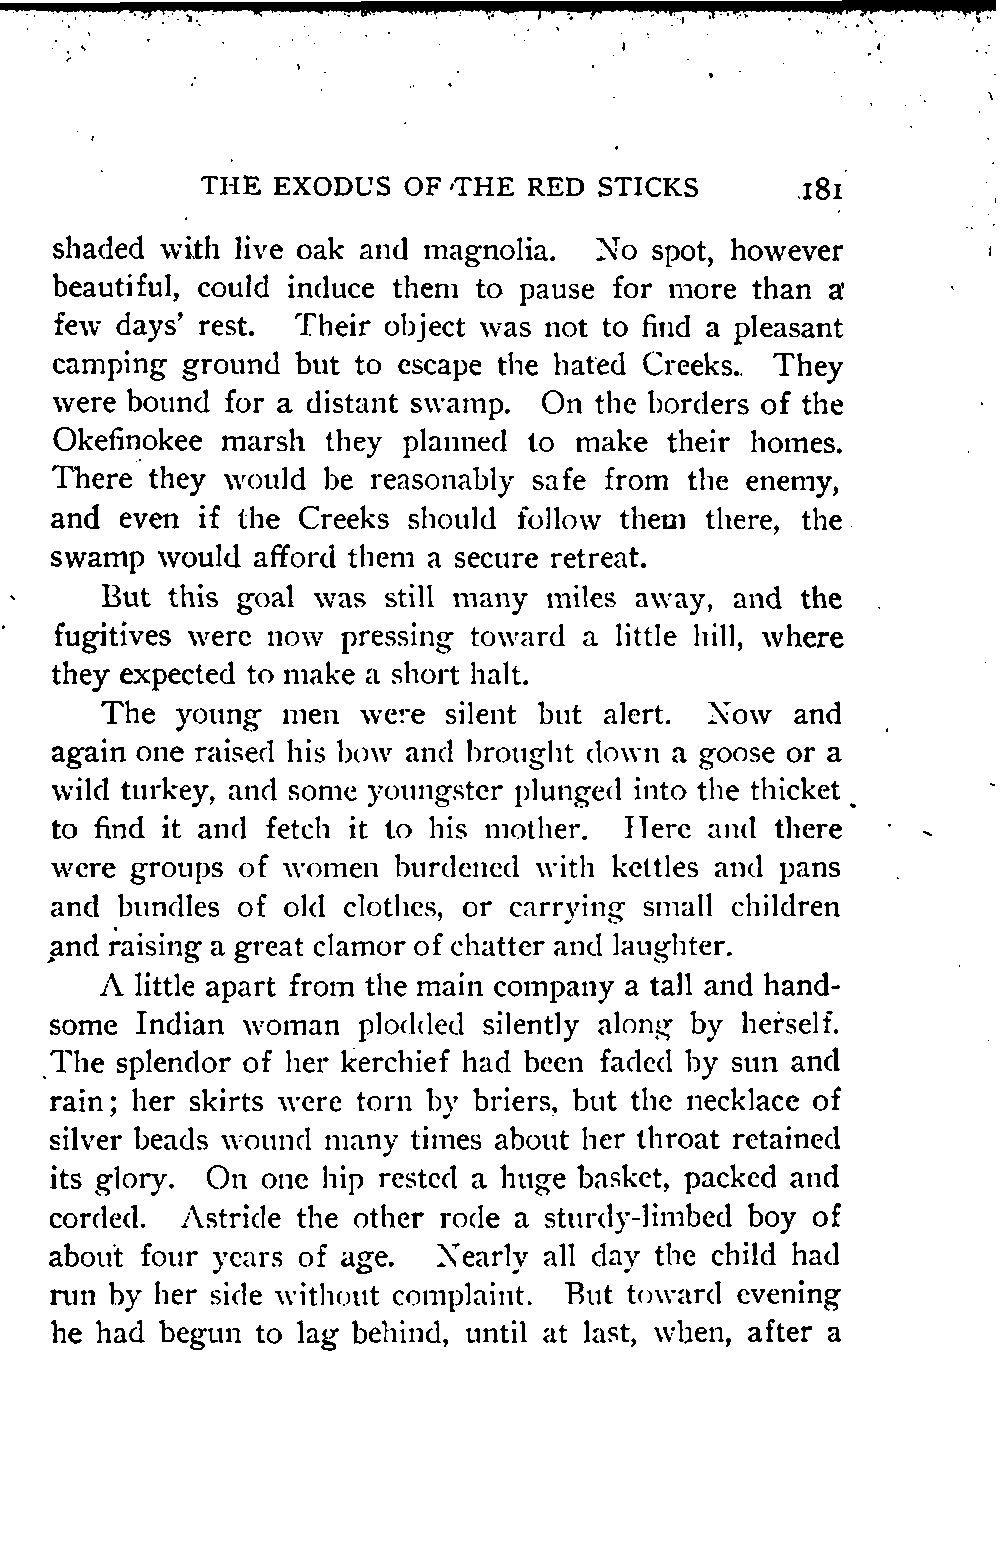 THE EXODUS OF THE RED STICKS 181
shaded with live oak and magnolia. No spot, however
beautiful, could induce them to pause for more than a
few days' rest. Their object was not to find a pleasant
camping ground but to escape the hated Creeks. They
were bound for a distant swamp. On the borders of the
Okefinokee marsh they planned to make their homes.
There they would be reasonably safe from the enemy,
and even if the Creeks should follow them there, the
swamp would afford them a secure retreat.
But this goal was still many miles away, and the
fugitives were now pressing toward a little hill, where
they expected to make a short halt.
The young men were silent but alert. Now and
again one raised his bow and brought down a goose or a
wild turkey, and some youngster plunged into the thicket
to find it and fetch it to his mother. Here and there
were groups of women burdened with kettles and pans
and bundles of old clothes, or carrying small children
and raising a great clamor of chatter and laughter.
A little apart from the main company a tall and hand-
some Indian woman plodded silently along by herself.
The splendor of her kerchief had been faded by sun and
rain; her skirts were torn by briers, but the necklace of
silver beads wound many times about her throat retained
its glory. On one hip rested a huge basket, packed and
corded. Astride the other rode a sturdy-limbed boy of
about four years of age. Nearly all day the child had
run by her side without complaint. But toward evening
he had begun to lag behind, until at last, when, after a